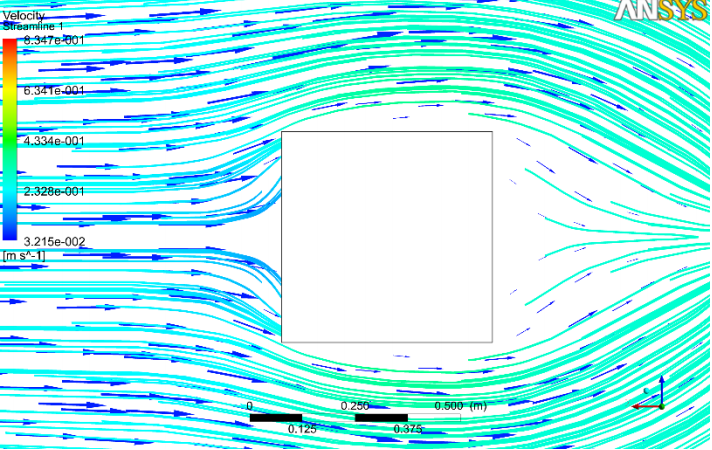 ANSYS
Velocity
Streamline 1
8.347e-001
6.341e-001
4.334e-001
2.328e-001
3.215e-002
[m s^-1]
0 0.250 0.500 (m)
0.125 0.375